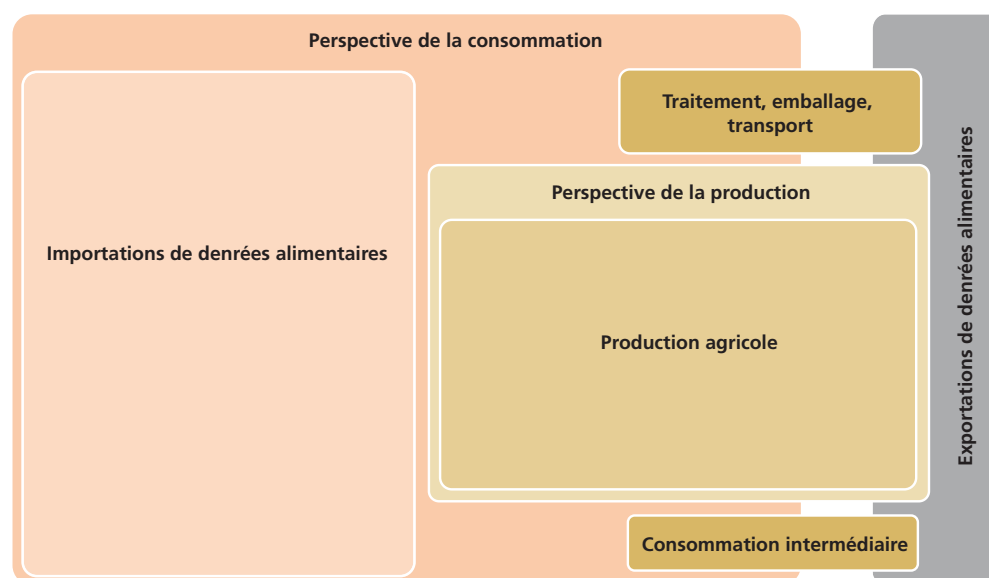 Perspective de la consommation
Traitement, emballage,
transport
Perspective de la production
Importations de denrées alimentaires
Production agricole
Consommation intermédiaire
Exportations de denrées alimentaires